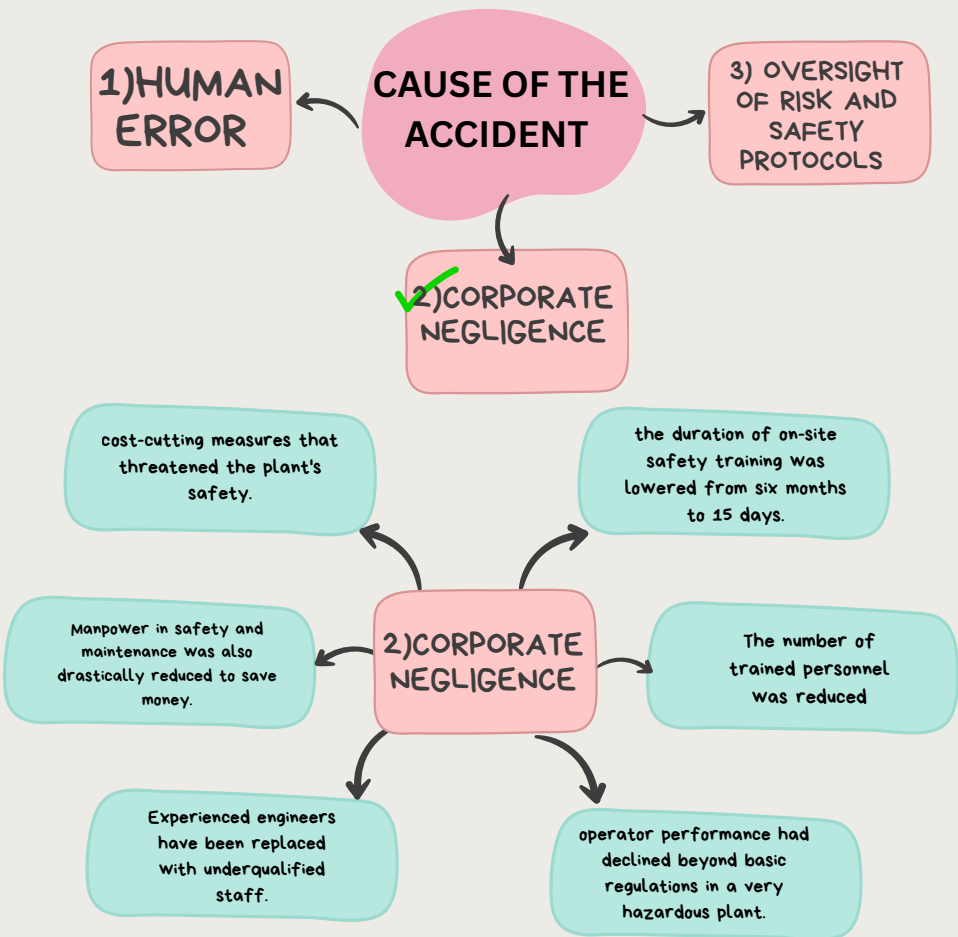 CAUSE OF THE
ACCIDENT
1)HUMAN
ERROR
3) OVERSIGHT
OF RISK AND
SAFETY
PROTOCOLS
2)CORPORATE
NEGLIGENCE
cost-cutting measures that
threatened the plant's
safety.
the duration of on-site
safety training was
lowered from six months
to 15 days.
2)CORPORATE
NEGLIGENCE
Manpower in safety and
maintenance was also
drastically reduced to save
money.
The number of
trained personnel
was reduced
Experienced engineers
have been replaced
with underqualified
staff.
operator performance had
declined beyond basic
regulations in a very
hazardous plant.